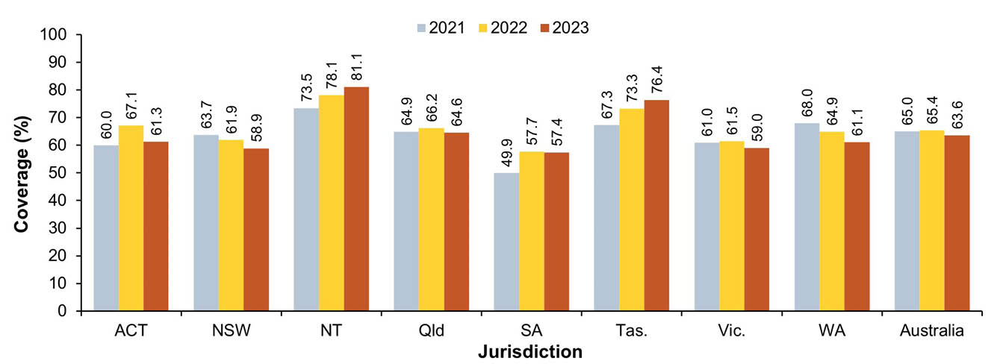 2021 2022 2023
100
90
80
70
60
50
40
30
20
10
0
Coverage (%)
60.0 67.1 61.3
63.7 61.9 58.9
73.5 78.1 81.1
64.9 66.2 64.6
49.9 57.7 57.4
67.3 73.3 76.4
61.0 61.5 59.0
68.0 64.9 61.1
65.0 65.4 63.6
ACT NSW NT Qld SA Tas. Vic. WA Australia
Jurisdiction